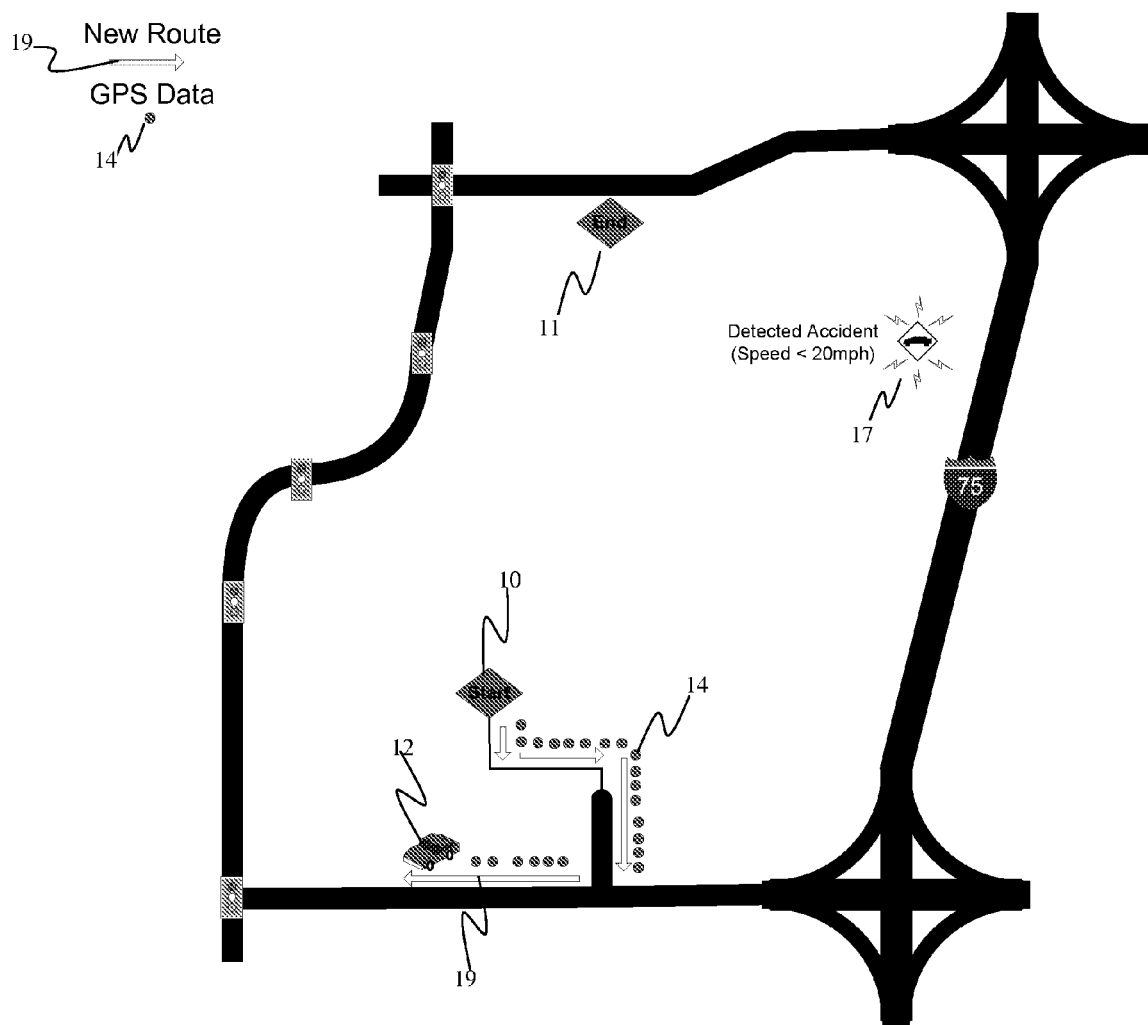 New Route
19
GPS Data
14
End
11
Detected Accident
(Speed < 20mph)
17
75
10
Start
14
12
19